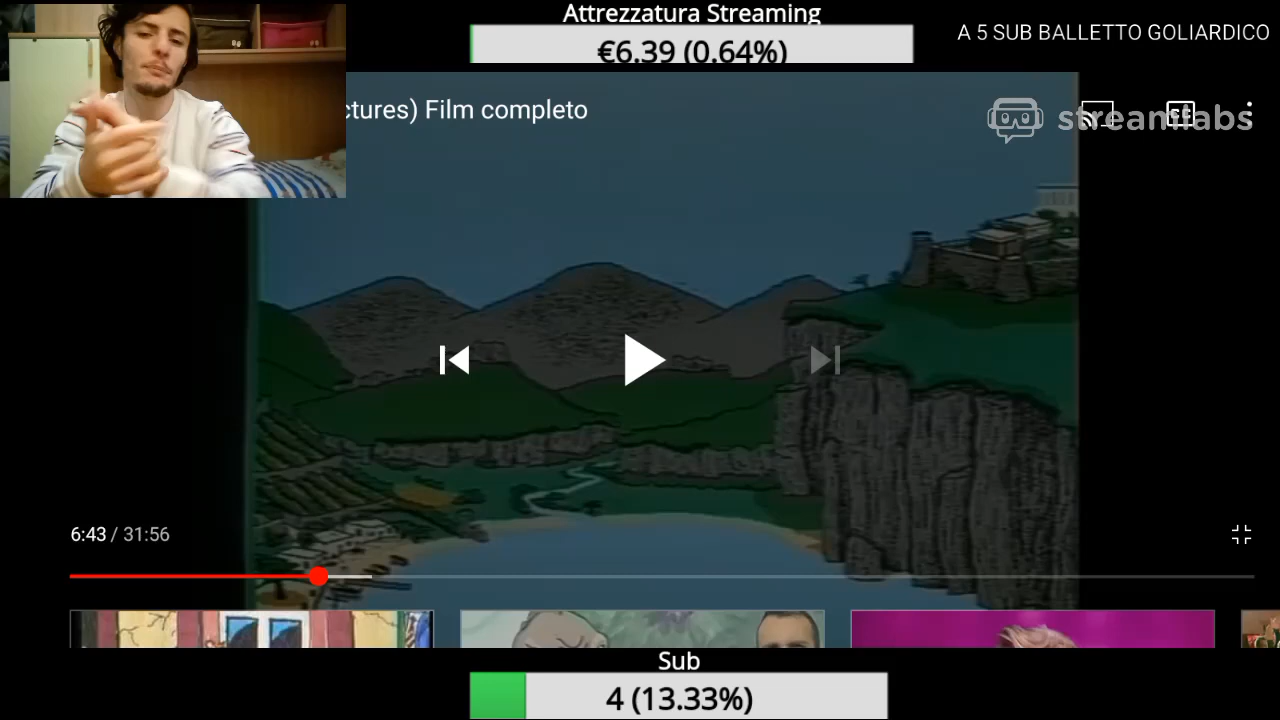 Attrezzatura Streaming
€6.39 (0.64%)
A 5 SUB BALLETTO GOLIARDICO
ctures) Film completo
streamlabs
CC
6:43 / 31:56
Sub
4 (13.33%)